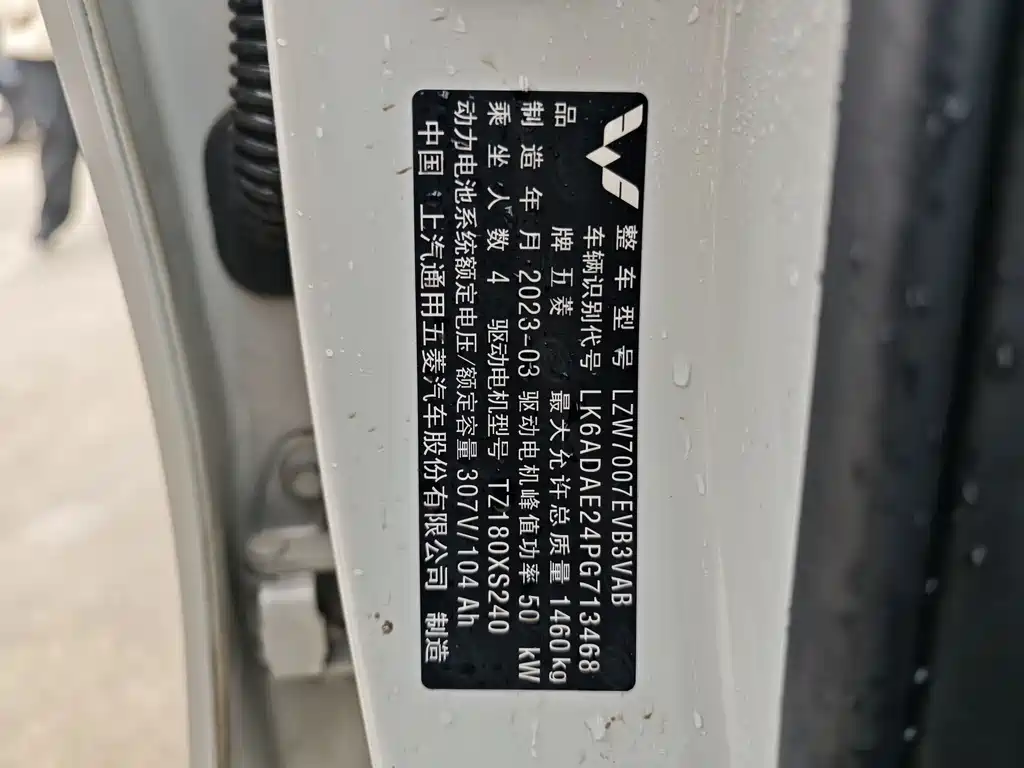 整车型号 LZW7007EVB3VAB
车辆识别代号 LK6ADAE24PG713468
品牌 五菱 最大允许总质量 1460kg
制造年月 2023-03 驱动电机峰值功率 50 kW
乘坐人数 4 驱动电机型号 TZ180XS240
动力电池系统额定电压/额定容量 307V/104Ah
中国·上汽通用五菱汽车股份有限公司 制造